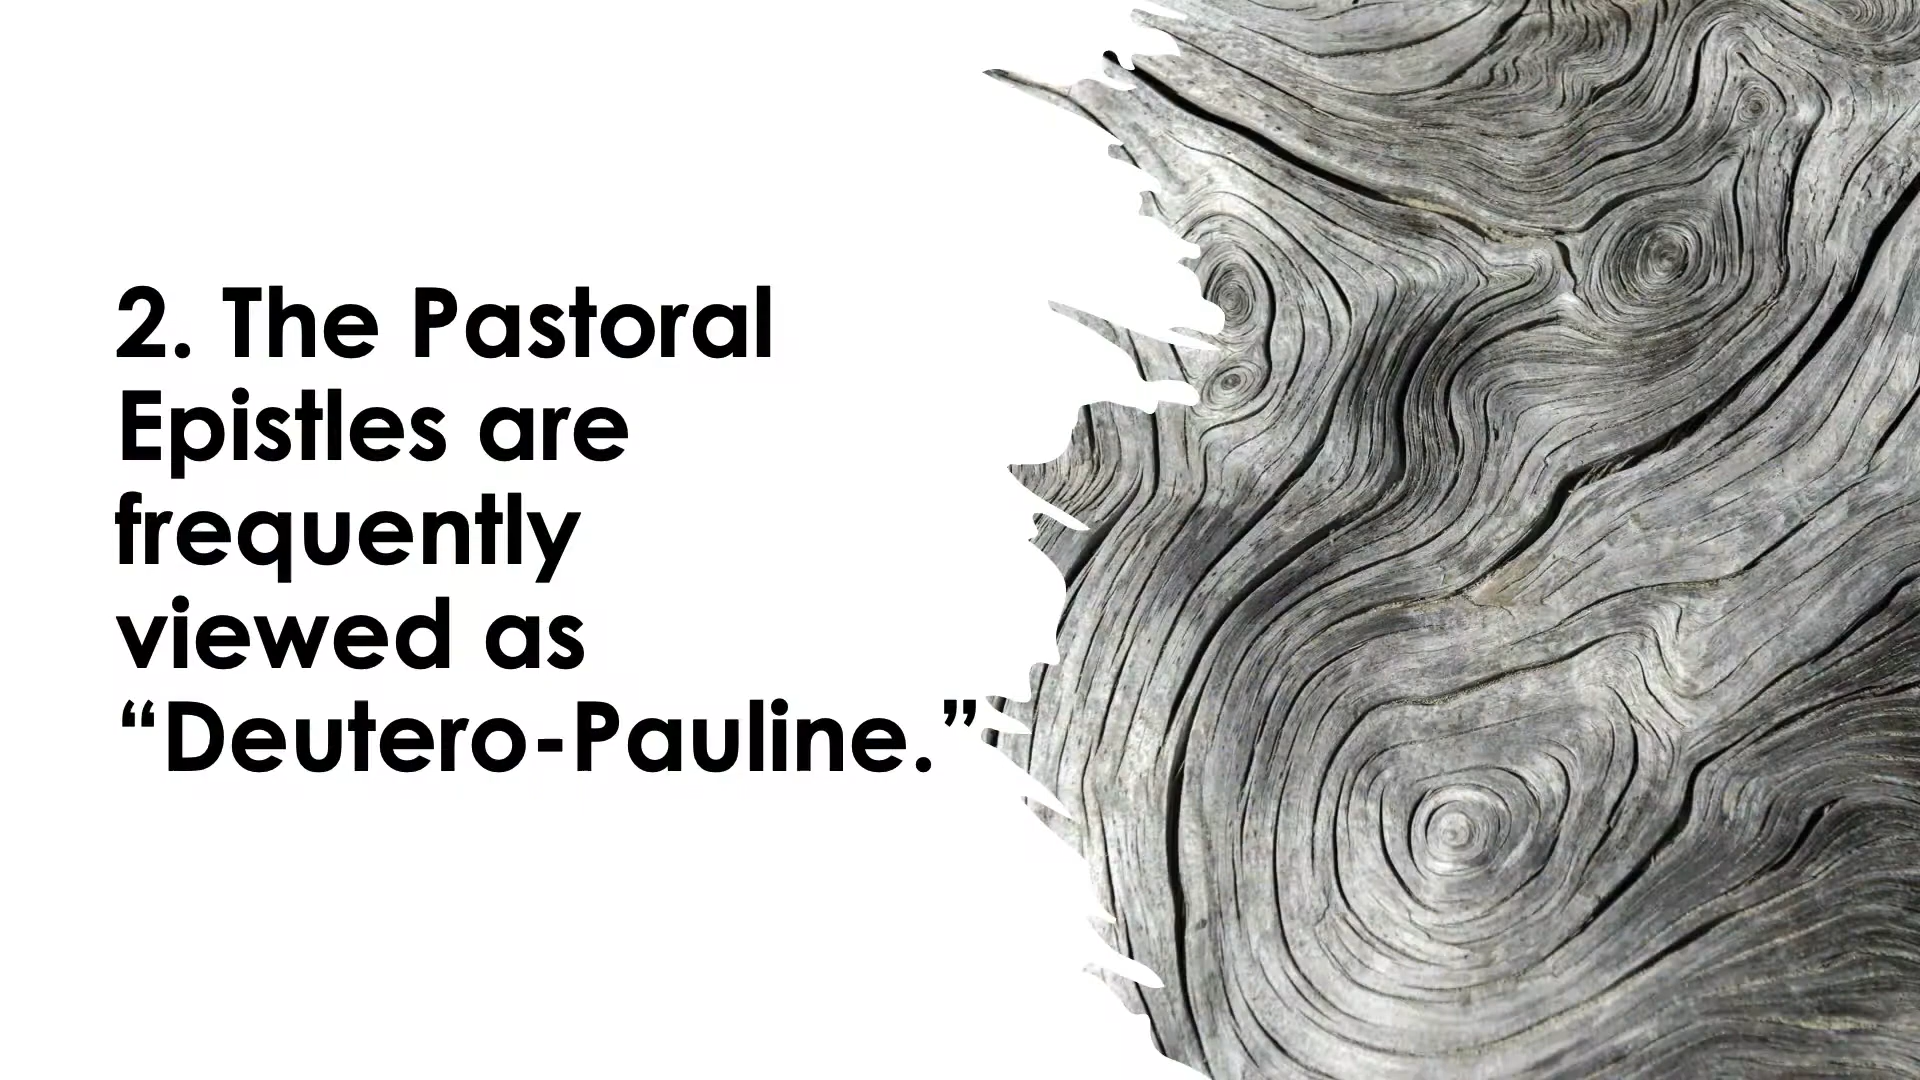 2. The Pastoral
Epistles are
frequently
viewed as
“Deutero-Pauline.”